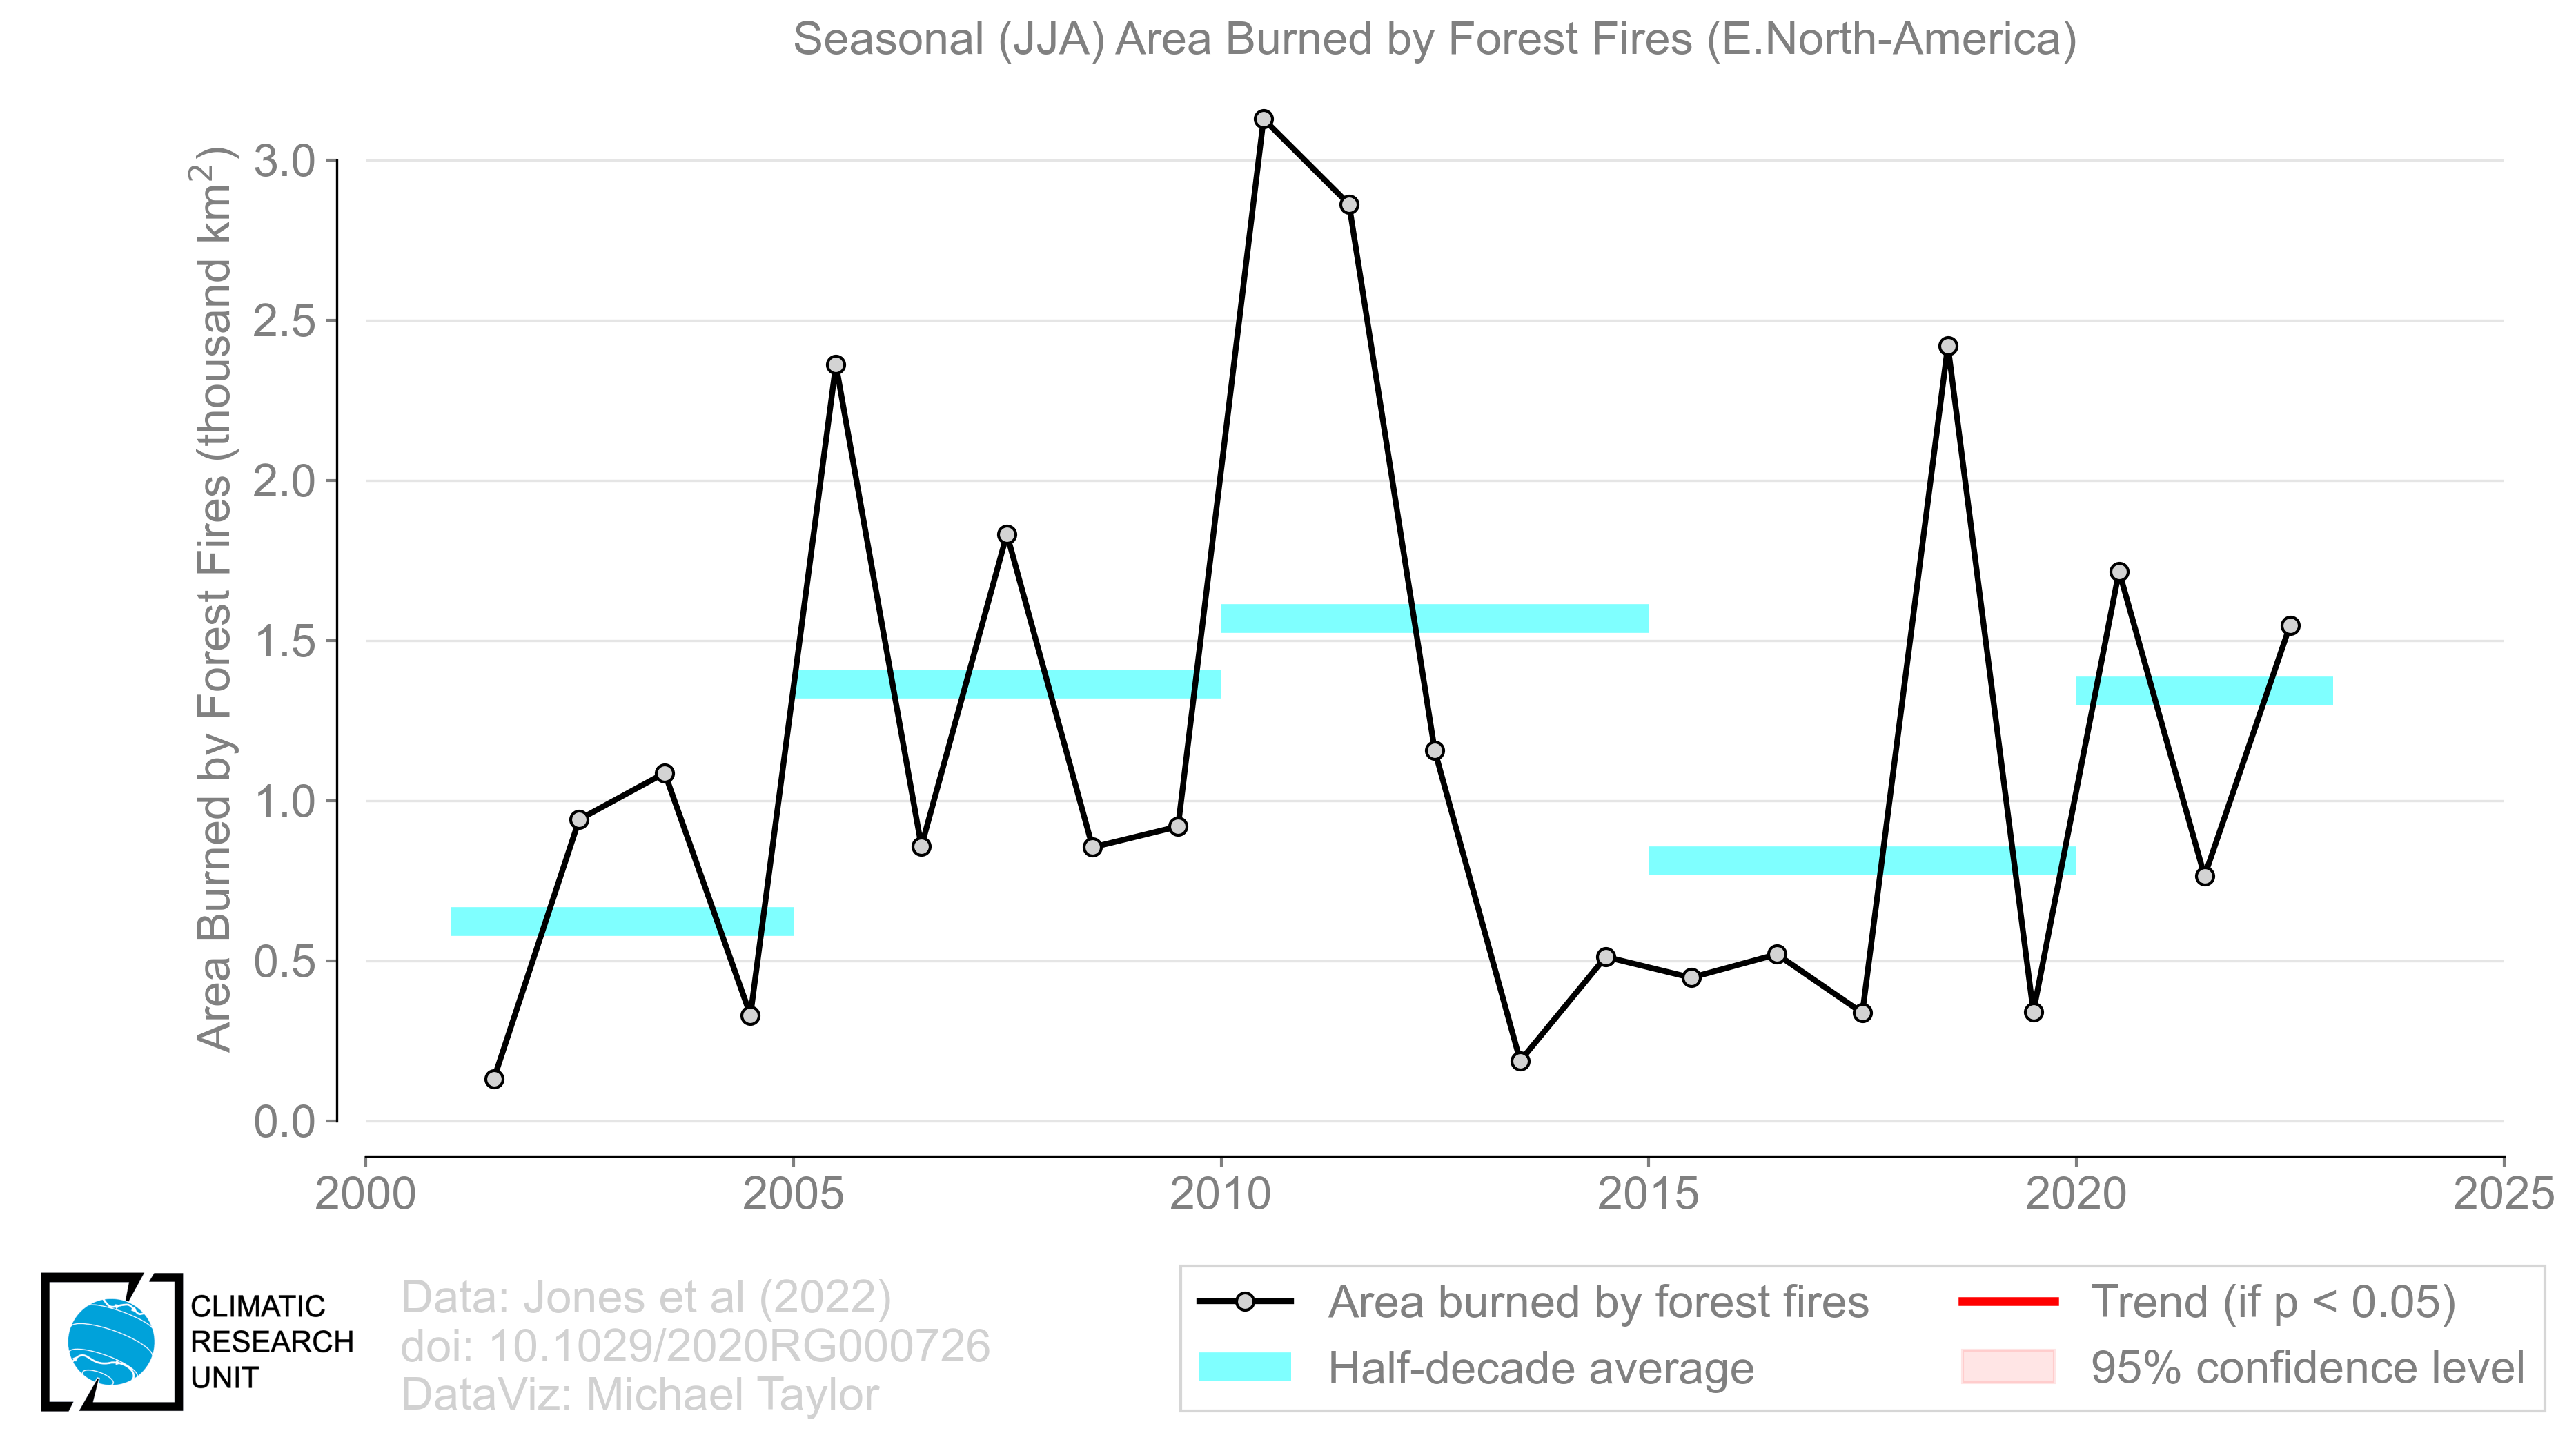 Seasonal (JJA) Area Burned by Forest Fires (E.North-America)
Area Burned by Forest Fires (thousand km²)
3.0
2.5
2.0
1.5
1.0
0.5
0.0
2000 2005 2010 2015 2020 2025
CLIMATIC
RESEARCH
UNIT
Data: Jones et al (2022)
doi: 10.1029/2020RG000726
DataViz: Michael Taylor
Area burned by forest fires
Half-decade average
Trend (if p < 0.05)
95% confidence level